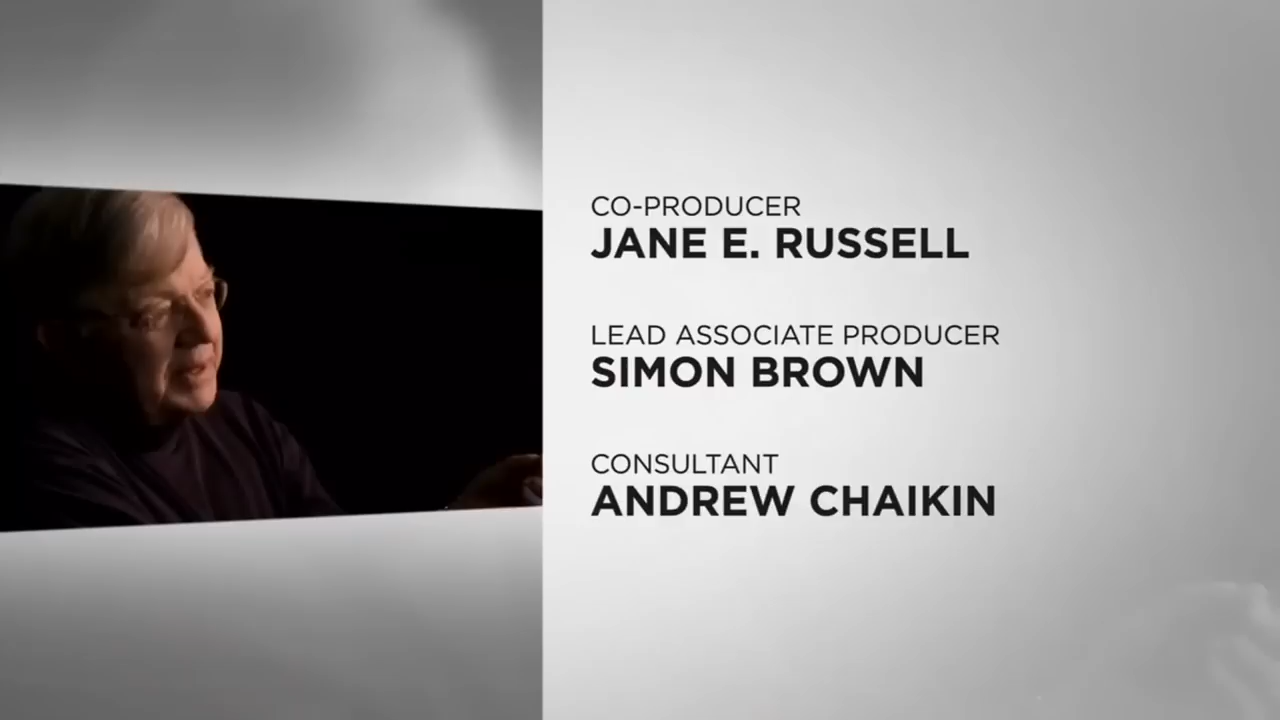 CO-PRODUCER
JANE E. RUSSELL
LEAD ASSOCIATE PRODUCER
SIMON BROWN
CONSULTANT
ANDREW CHAIKIN